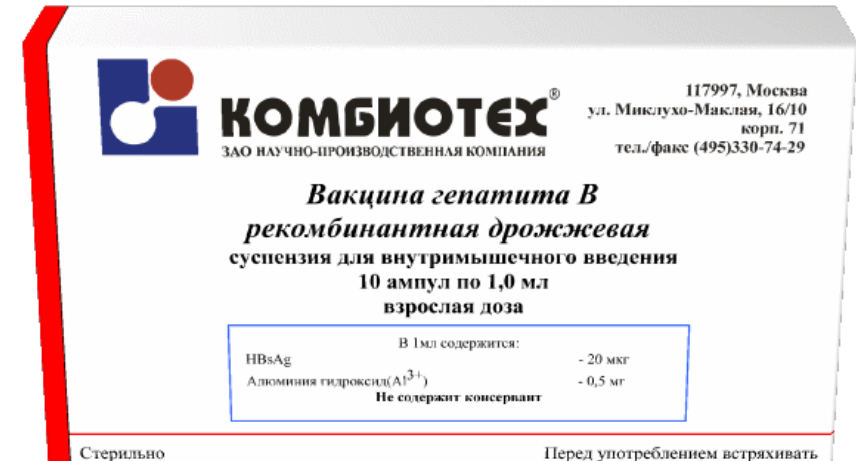 КОМБИОТЕХ®
ЗАО НАУЧНО-ПРОИЗВОДСТВЕННАЯ КОМПАНИЯ
117997, Москва
ул. Миклухо-Маклая, 16/10
корп. 71
тел./факс (495)330-74-29
Вакцина гепатита В
рекомбинантная дрожжевая
суспензия для внутримышечного введения
10 ампул по 1,0 мл
взрослая доза
В 1мл содержится:
HBsAg - 20 мкг
Алюминия гидроксид(Al³⁺) - 0,5 мг
Не содержит консервант
Стерильно Перед употреблением встряхивать